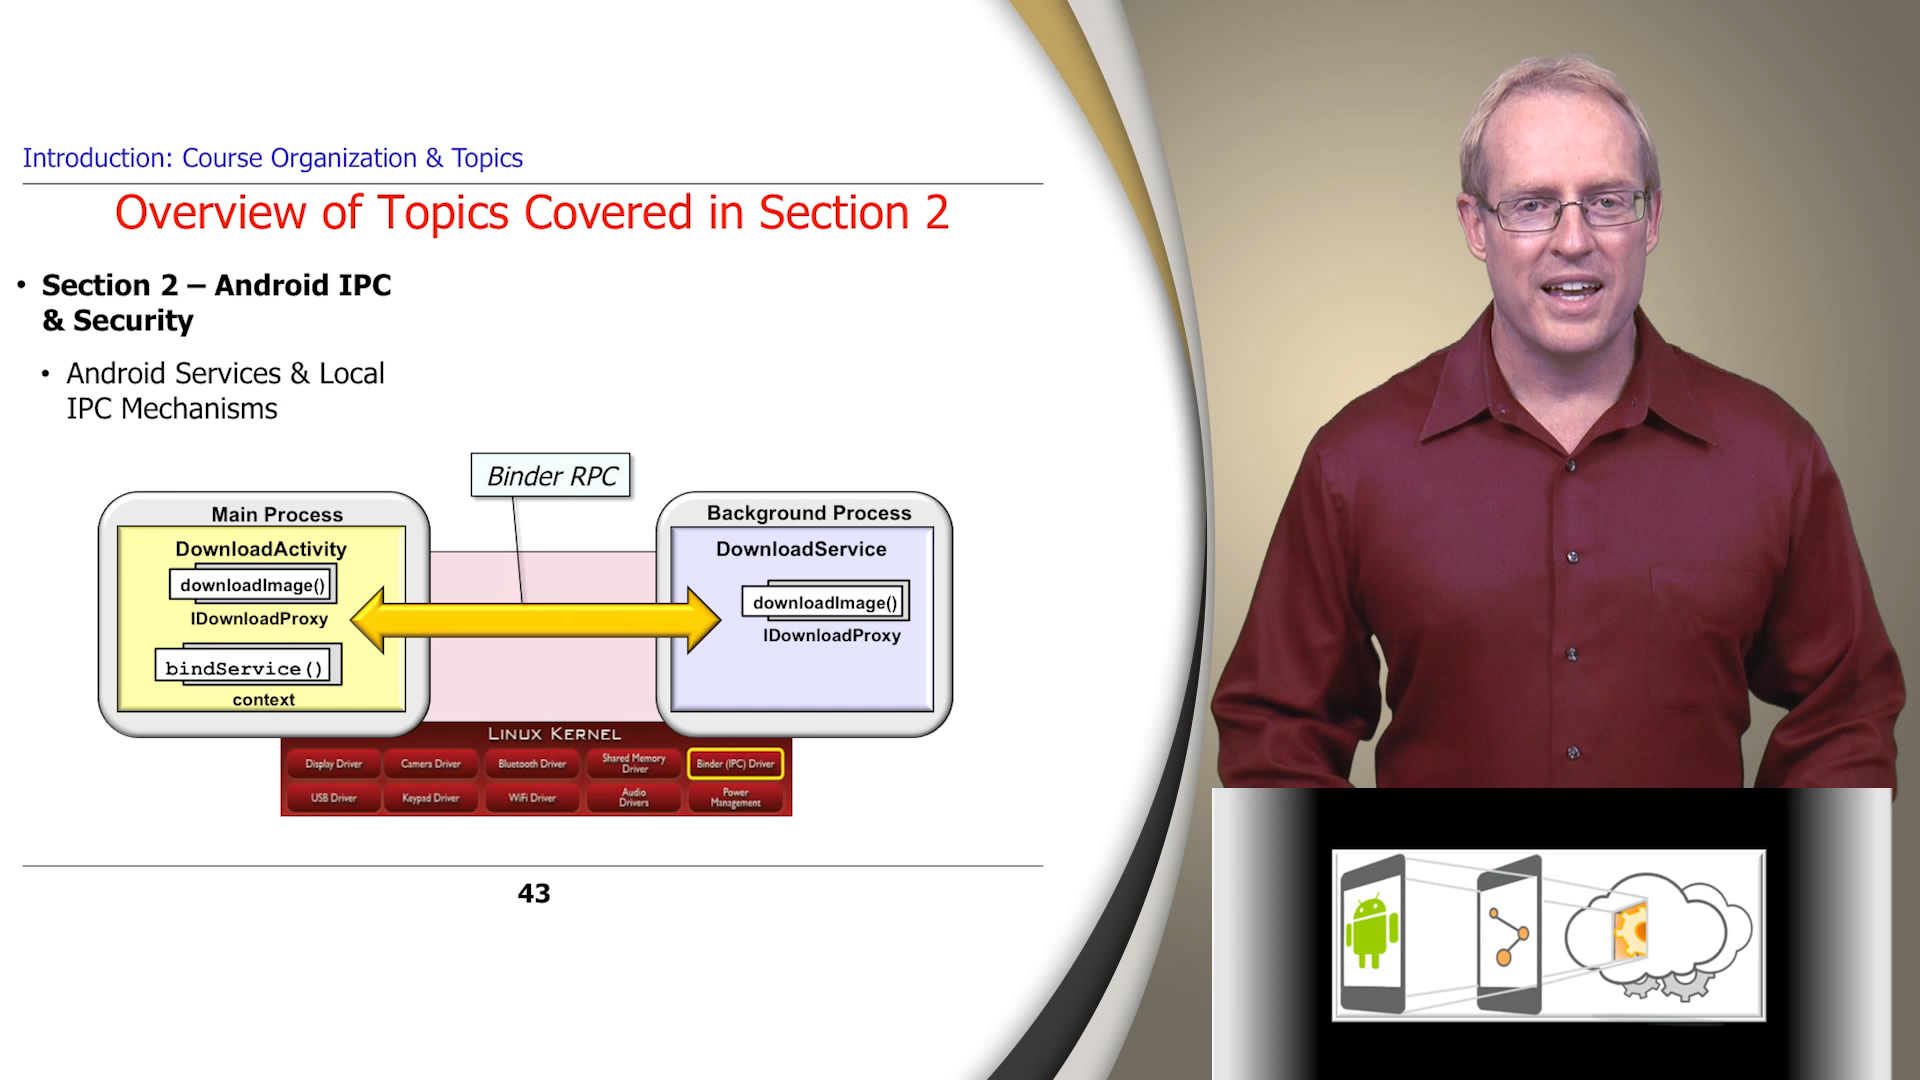 Introduction: Course Organization & Topics
Overview of Topics Covered in Section 2
• Section 2 – Android IPC
& Security
• Android Services & Local
IPC Mechanisms
Binder RPC
Main Process
DownloadActivity
downloadImage()
IDownloadProxy
bindService()
context
Background Process
DownloadService
downloadImage()
IDownloadProxy
LINUX KERNEL
Display Driver
Camera Driver
Bluetooth Driver
Shared Memory
Driver
Binder (IPC) Driver
USB Driver
Keypad Driver
WiFi Driver
Audio
Drivers
Power
Management
43